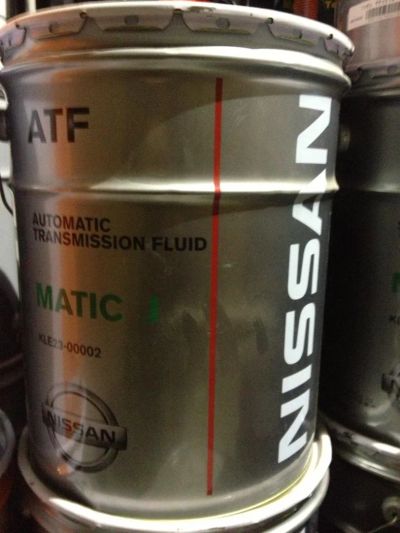 ATF
AUTOMATIC
TRANSMISSION FLUID
MATIC J
KLE23-00002
NISSAN
NISSAN